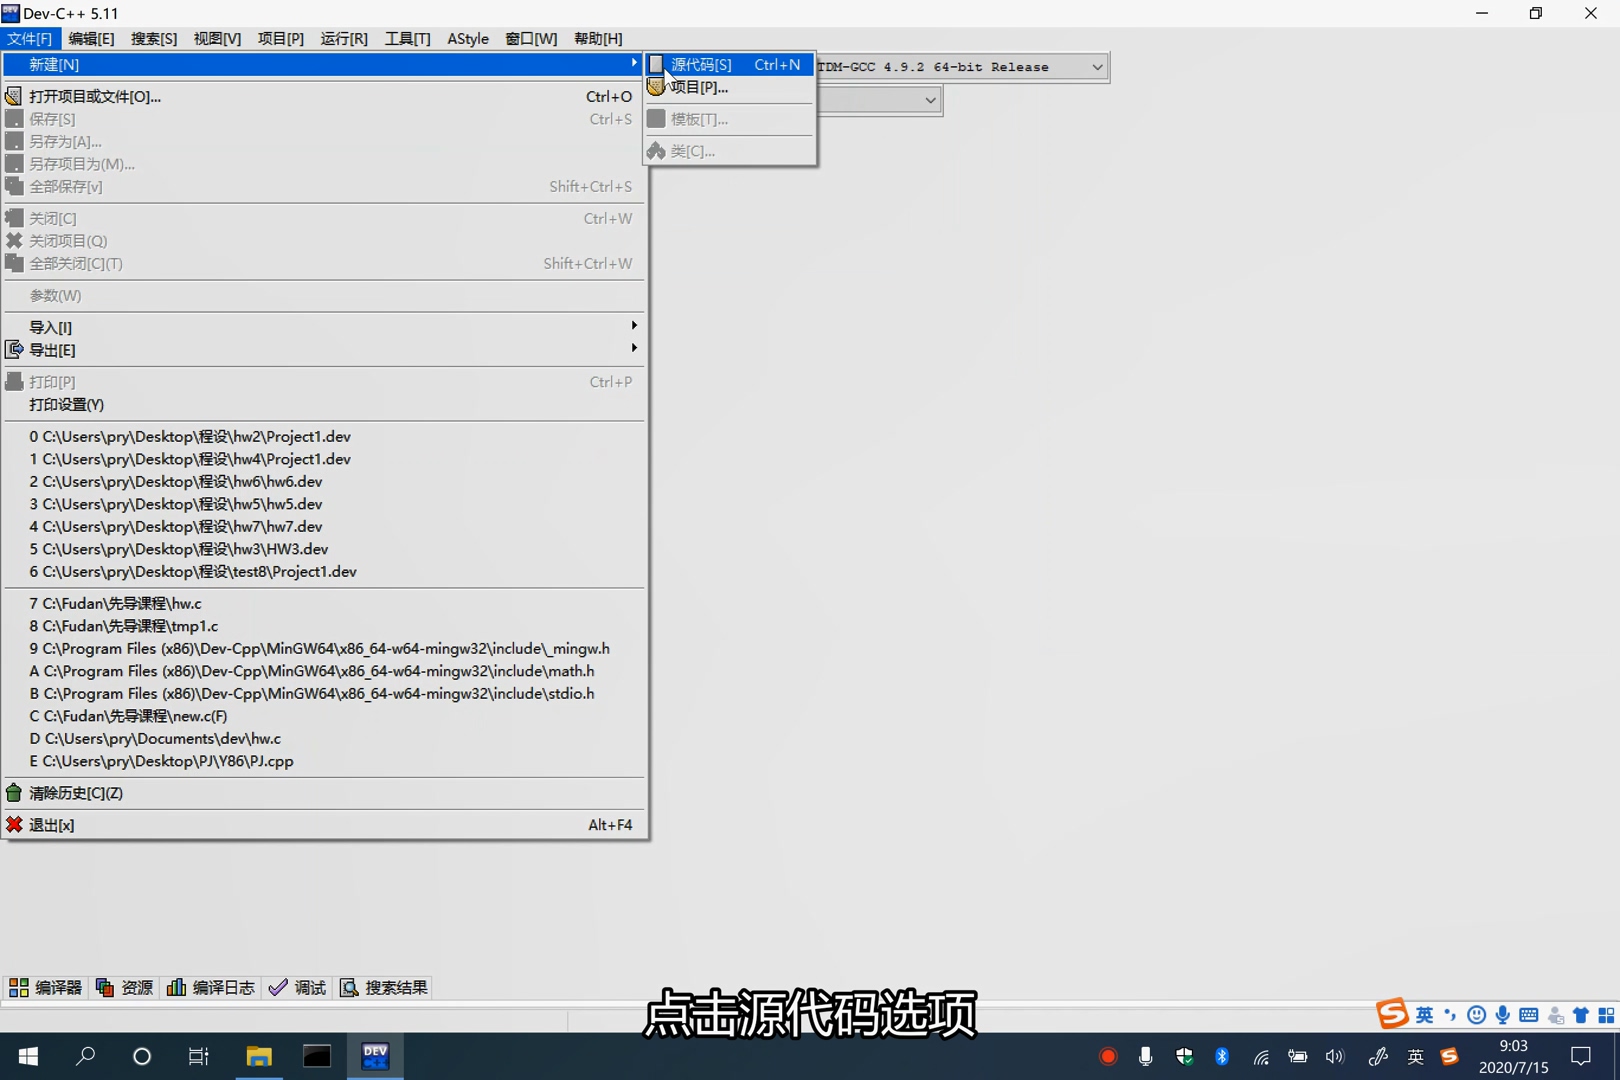 Dev-C++ 5.11
文件[F] 编辑[E] 搜索[S] 视图[V] 项目[P] 运行[R] 工具[T] AStyle 窗口[W] 帮助[H]
新建[N]
源代码[S] Ctrl+N
TDM-GCC 4.9.2 64-bit Release
项目[P]...
模板[T]...
类[C]...
打开项目或文件[O]... Ctrl+O
保存[S] Ctrl+S
另存为[A]...
另存项目为(M)...
全部保存[v] Shift+Ctrl+S
关闭[C] Ctrl+W
关闭项目(Q)
全部关闭[C](T) Shift+Ctrl+W
参数(W)
导入[I]
导出[E]
打印[P] Ctrl+P
打印设置(Y)
0 C:\Users\pry\Desktop\程设\hw2\Project1.dev
1 C:\Users\pry\Desktop\程设\hw4\Project1.dev
2 C:\Users\pry\Desktop\程设\hw6\hw6.dev
3 C:\Users\pry\Desktop\程设\hw5\hw5.dev
4 C:\Users\pry\Desktop\程设\hw7\hw7.dev
5 C:\Users\pry\Desktop\程设\hw3\HW3.dev
6 C:\Users\pry\Desktop\程设\test8\Project1.dev
7 C:\Fudan\先导课程\hw.c
8 C:\Fudan\先导课程\tmp1.c
9 C:\Program Files (x86)\Dev-Cpp\MinGW64\x86_64-w64-mingw32\include\_mingw.h
A C:\Program Files (x86)\Dev-Cpp\MinGW64\x86_64-w64-mingw32\include\math.h
B C:\Program Files (x86)\Dev-Cpp\MinGW64\x86_64-w64-mingw32\include\stdio.h
C C:\Fudan\先导课程\new.c(F)
D C:\Users\pry\Documents\dev\hw.c
E C:\Users\pry\Desktop\PJ\Y86\PJ.cpp
清除历史[C](Z)
退出[x] Alt+F4
编译器 资源 编译日志 调试 搜索结果
点击源代码选项
英
DEV C++
英
9:03
2020/7/15